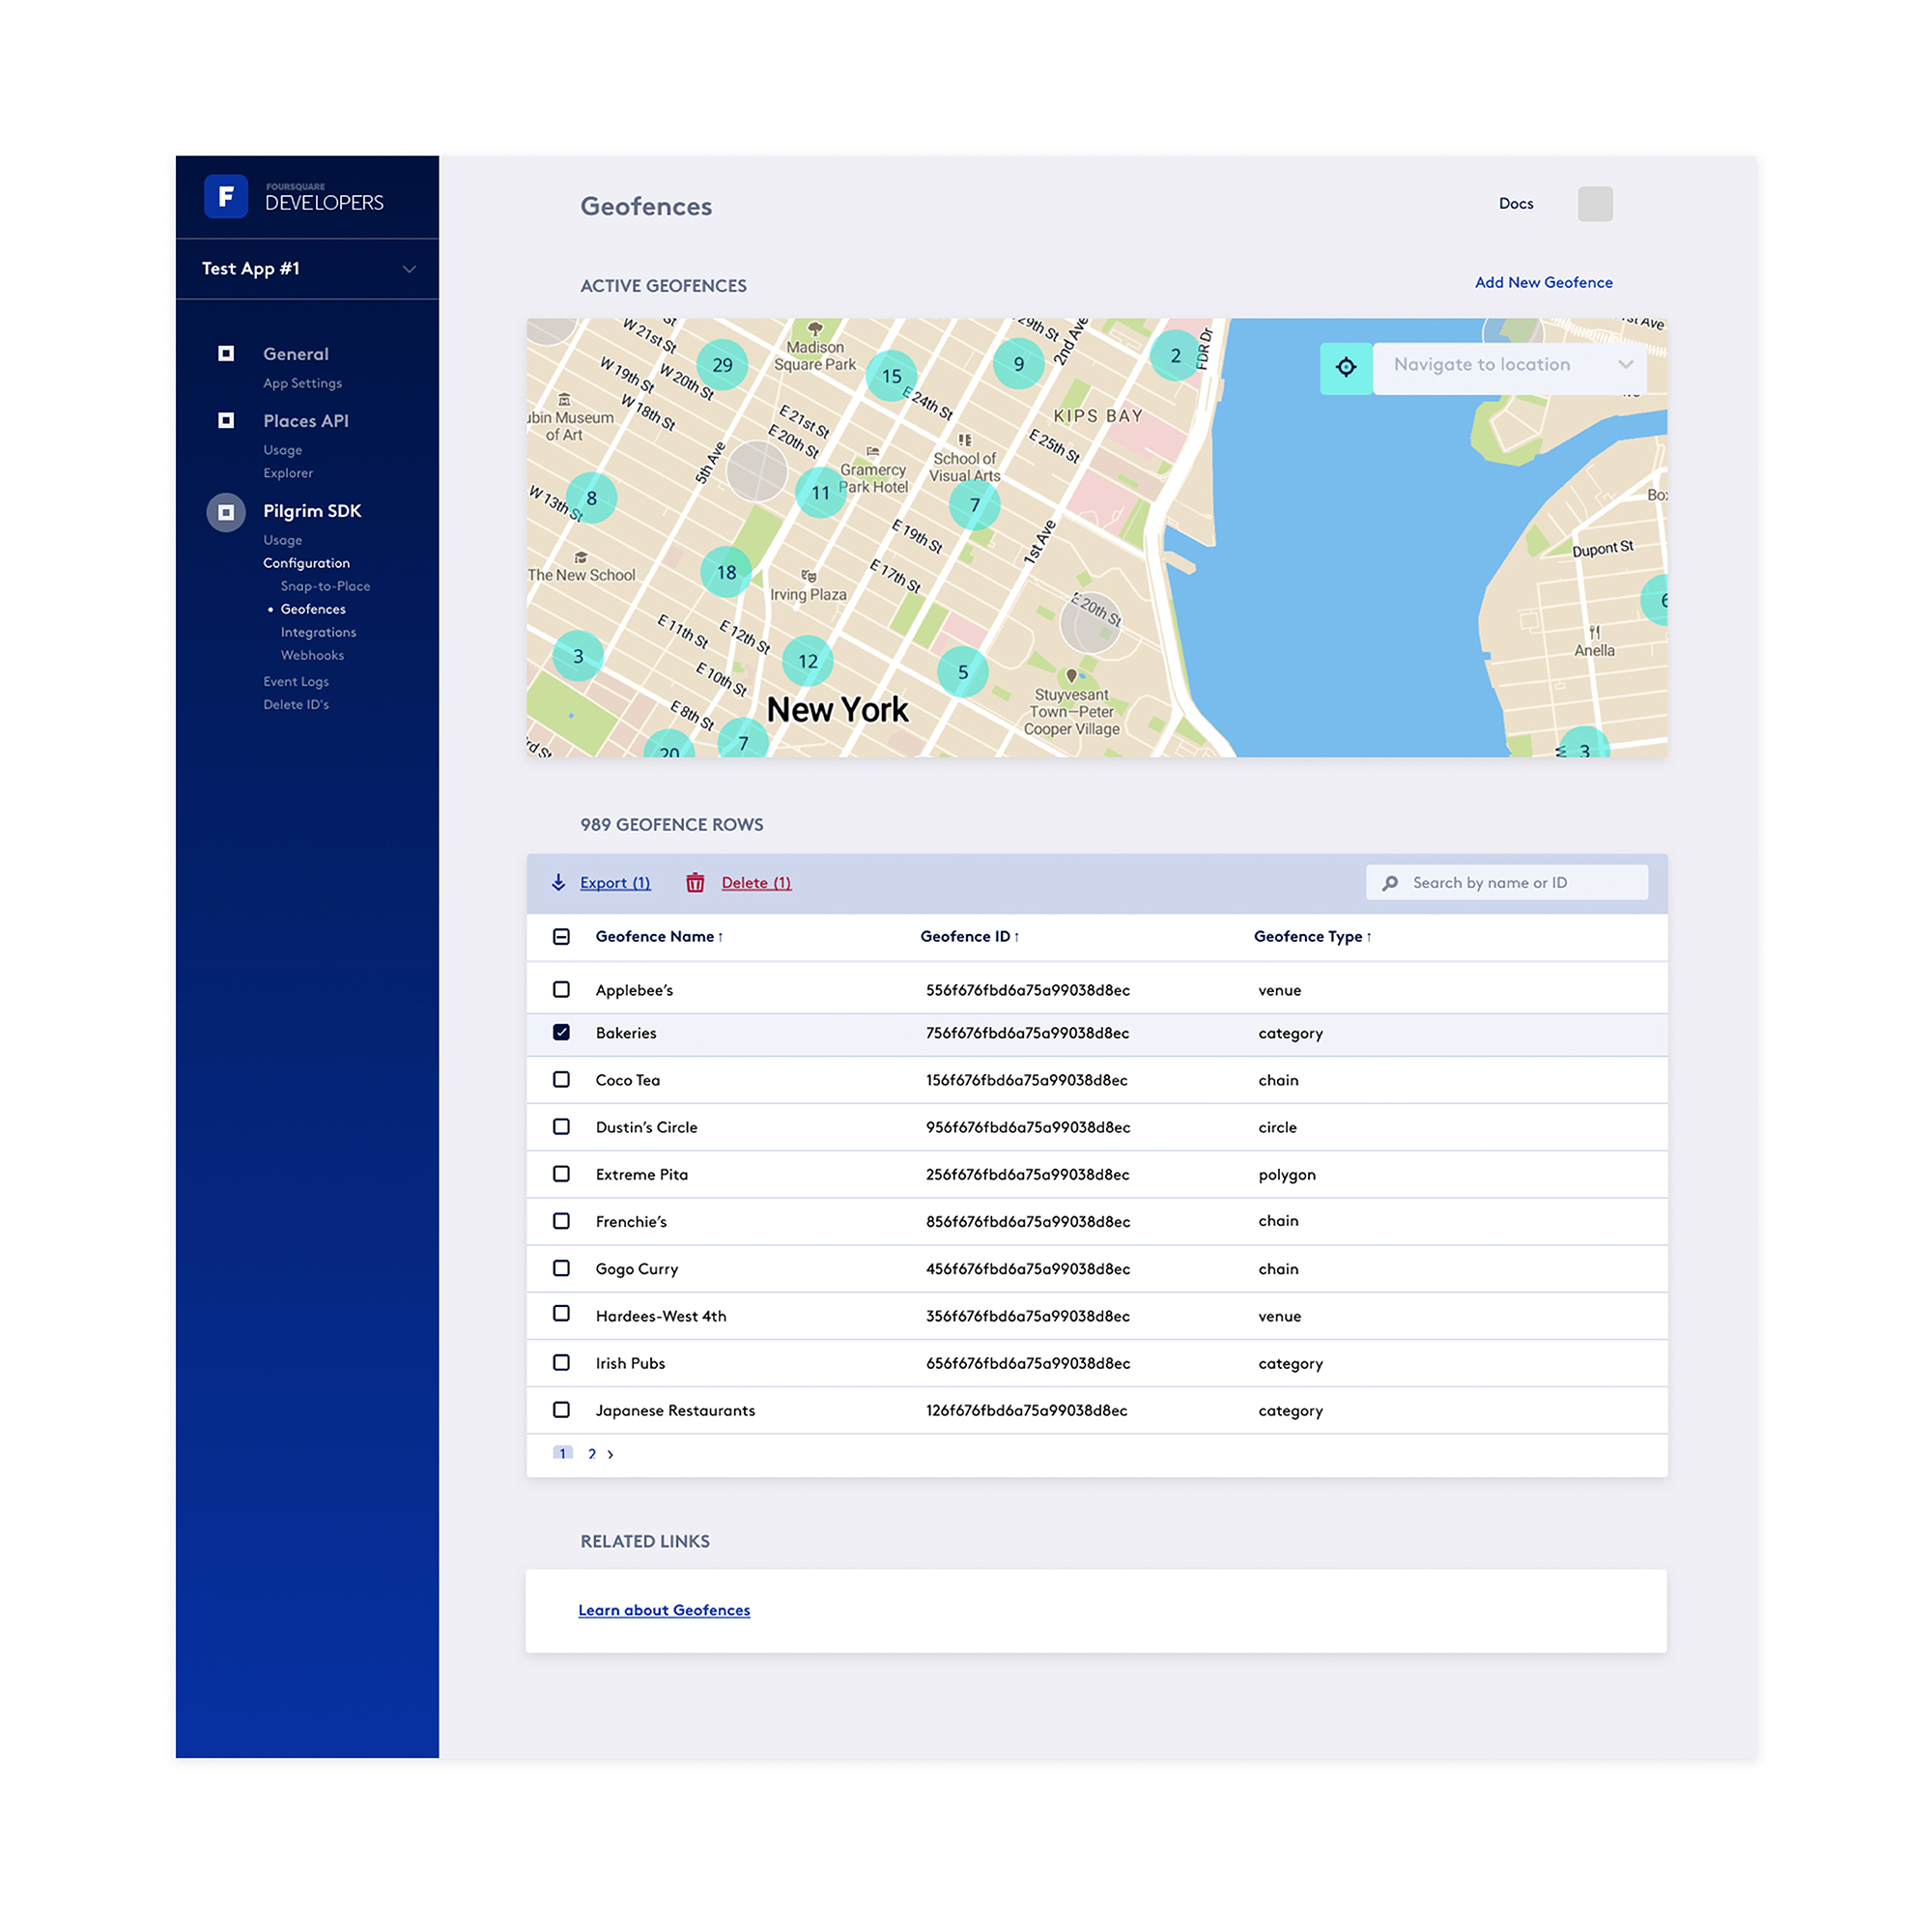 F
FOURSQUARE
DEVELOPERS
Test App #1
General
App Settings
Places API
Usage
Explorer
Pilgrim SDK
Usage
Configuration
Snap-to-Place
• Geofences
Integrations
Webhooks
Event Logs
Delete ID's
Geofences
Docs
ACTIVE GEOFENCES
Add New Geofence
W 21st St
W 19th St
W 20th St
W 18th St
29
Madison
Square Park
15
E 24th St
9
29th St
2nd Ave
2
FDR Dr
Navigate to location
st Ave
KIPS BAY
ubin Museum
of Art
E 21st St
E 20th St
5th Ave
E 25th St
School of
Visual Arts
Gramercy
Park Hotel
8
W 13th St
11
7
E 19th St
1st Ave
Box
Dupont St
The New School
18
Irving Plaza
E 17th St
E 20th St
6
E 11th St
E 12th St
3
12
5
Anella
E 10th St
E 8th St
New York
Stuyvesant
Town—Peter
Cooper Village
3rd St
20
7
W
3
989 GEOFENCE ROWS
Export (1)
Delete (1)
Search by name or ID
Geofence Name ↑ Geofence ID ↑ Geofence Type ↑
Applebee’s 556f676fbd6a75a99038d8ec venue
Bakeries 756f676fbd6a75a99038d8ec category
Coco Tea 156f676fbd6a75a99038d8ec chain
Dustin’s Circle 956f676fbd6a75a99038d8ec circle
Extreme Pita 256f676fbd6a75a99038d8ec polygon
Frenchie’s 856f676fbd6a75a99038d8ec chain
Gogo Curry 456f676fbd6a75a99038d8ec chain
Hardees-West 4th 356f676fbd6a75a99038d8ec venue
Irish Pubs 656f676fbd6a75a99038d8ec category
Japanese Restaurants 126f676fbd6a75a99038d8ec category
1 2 >
RELATED LINKS
Learn about Geofences